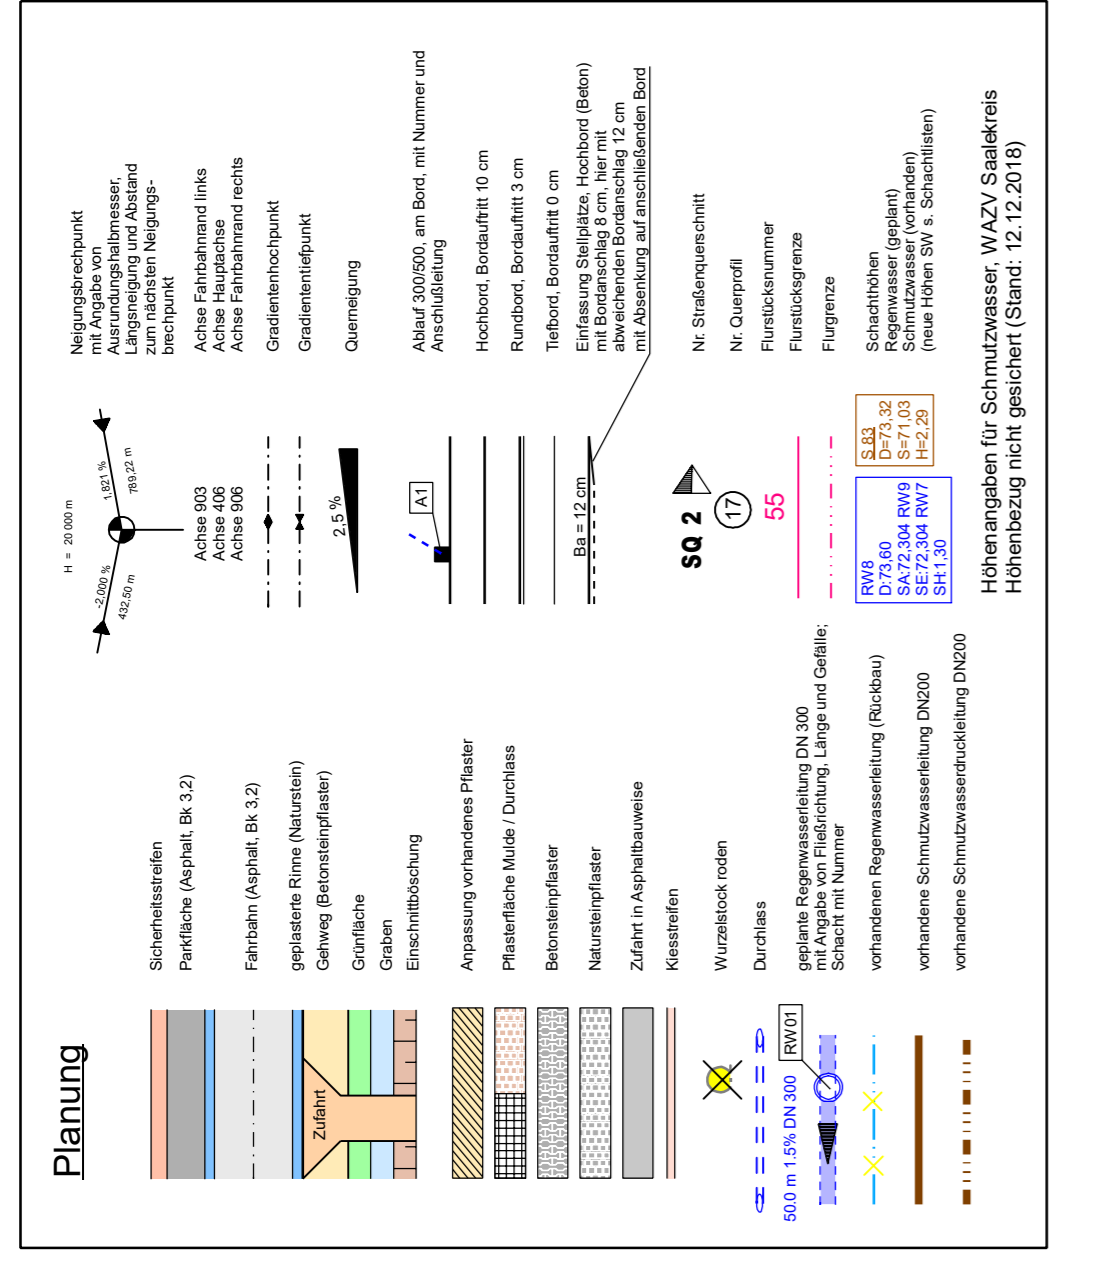 Planung
Zufahrt
Sicherheitsstreifen
Parkfläche (Asphalt, Bk 3,2)
Fahrbahn (Asphalt, Bk 3,2)
geplasterte Rinne (Naturstein)
Gehweg (Betonsteinpflaster)
Grünfläche
Graben
Einschnittböschung
Anpassung vorhandenes Pflaster
Pflasterfläche Mulde / Durchlass
Betonsteinpflaster
Natursteinpflaster
Zufahrt in Asphaltbauweise
Kiesstreifen
Wurzelstock roden
Durchlass
50.0 m 1.5% DN 300
RW01
geplante Regenwasserleitung DN 300
mit Angabe von Fließrichtung, Länge und Gefälle;
Schacht mit Nummer
vorhandenen Regenwasserleitung (Rückbau)
vorhandene Schmutzwasserleitung DN200
vorhandene Schmutzwasserdruckleitung DN200
H = 20000 m
-2,000 %
432,50 m
1,821 %
789,22 m
Neigungsbrechpunkt
mit Angabe von
Ausrundungshalbmesser,
Längsneigung und Abstand
zum nächsten Neigungs-
brechpunkt
Achse 903
Achse Fahrbahnrand links
Achse 406
Achse Hauptachse
Achse 906
Achse Fahrbahnrand rechts
Gradientenhochpunkt
Gradiententiefpunkt
2,5 %
Querneigung
A1
Ablauf 300/500, am Bord, mit Nummer und
Anschlußleitung
Hochbord, Bordauftritt 10 cm
Rundbord, Bordauftritt 3 cm
Tiefbord, Bordauftritt 0 cm
Ba = 12 cm
Einfassung Stellplätze, Hochbord (Beton)
mit Bordanschlag 8 cm, hier mit
abweichenden Bordanschlag 12 cm
mit Absenkung auf anschließenden Bord
SQ 2
Nr. Straßenquerschnitt
17
Nr. Querprofil
55
Flurstücksnummer
Flurstücksgrenze
Flurgrenze
RW8
D:73,60
SA:72,304 RW9
SE:72,304 RW7
SH:1,30
S 83
D=73,32
S=71,03
H=2,29
Schachthöhen
Regenwasser (geplant)
Schmutzwasser (vorhanden)
(neue Höhen SW s. Schachtlisten)
Höhenangaben für Schmutzwasser, WAZV Saalekreis
Höhenbezug nicht gesichert (Stand: 12.12.2018)